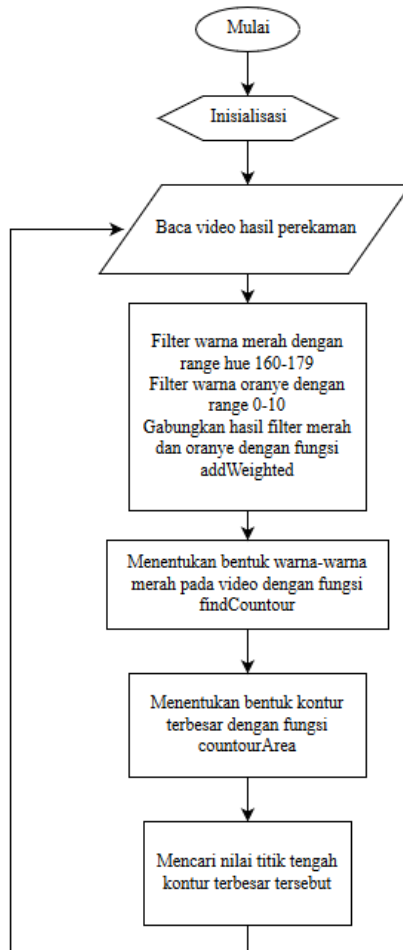 Mulai
Inisialisasi
Baca video hasil perekaman
Filter warna merah dengan
range hue 160-179
Filter warna oranye dengan
range 0-10
Gabungkan hasil filter merah
dan oranye dengan fungsi
addWeighted
Menentukan bentuk warna-warna
merah pada video dengan fungsi
findCountour
Menentukan bentuk kontur
terbesar dengan fungsi
countourArea
Mencari nilai titik tengah
kontur terbesar tersebut